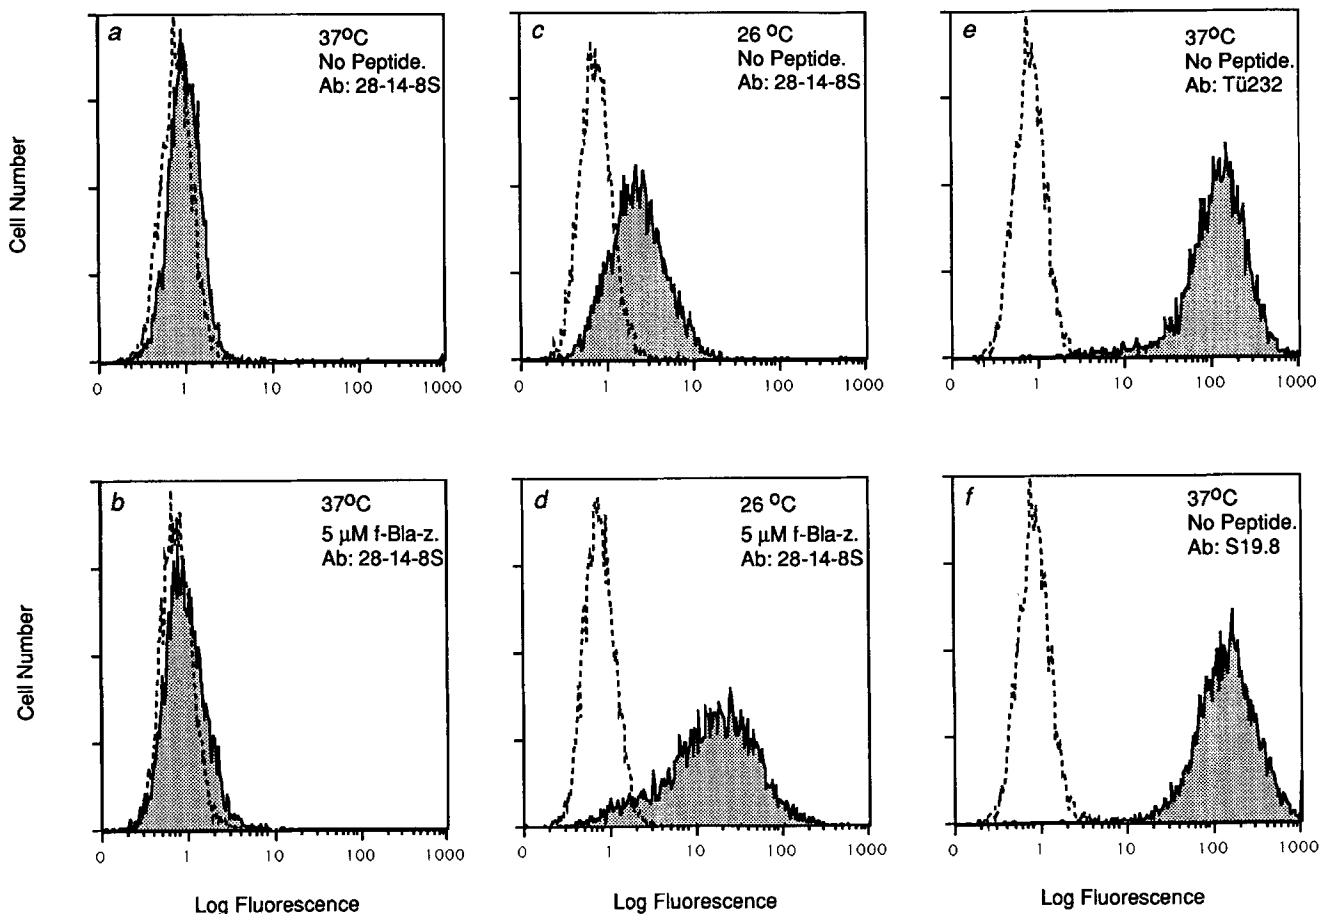 a
37°C
No Peptide.
Ab: 28-14-8S
Cell Number
0 1 10 100 1000
c
26 °C
No Peptide.
Ab: 28-14-8S
0 1 10 100 1000
e
37°C
No Peptide.
Ab: Tü232
0 1 10 100 1000
b
37°C
5 µM f-Bla-z.
Ab: 28-14-8S
Cell Number
0 1 10 100 1000
Log Fluorescence
d
26 °C
5 µM f-Bla-z.
Ab: 28-14-8S
0 1 10 100 1000
Log Fluorescence
f
37°C
No Peptide.
Ab: S19.8
0 1 10 100 1000
Log Fluorescence